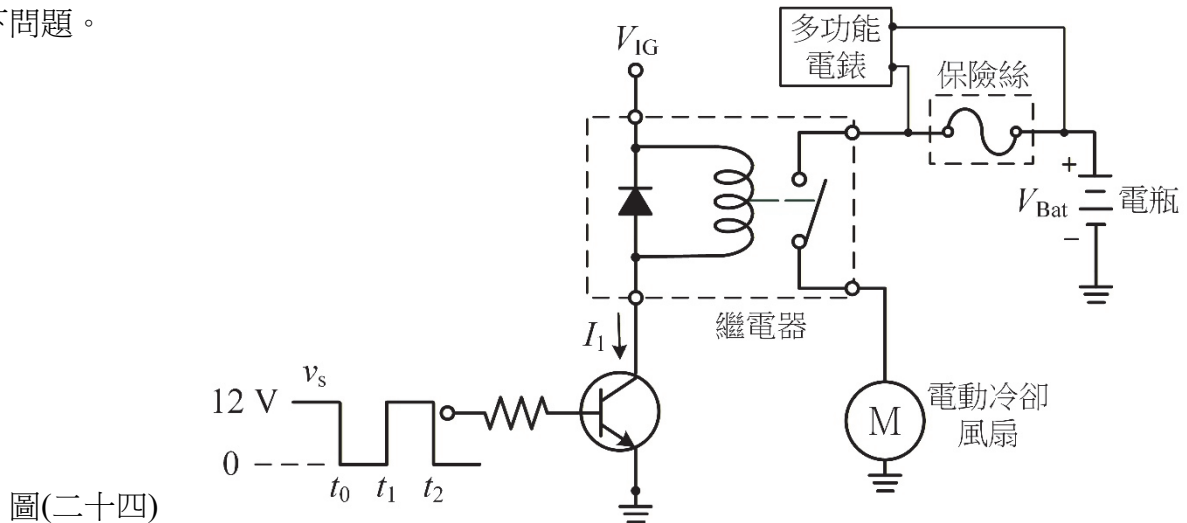 下問題。
多功能
電錶
V_IG
保險絲
+
V_Bat 電瓶
−
繼電器
I_1
v_s
12 V
電動冷卻
風扇
M
0
t_0 t_1 t_2
圖(二十四)